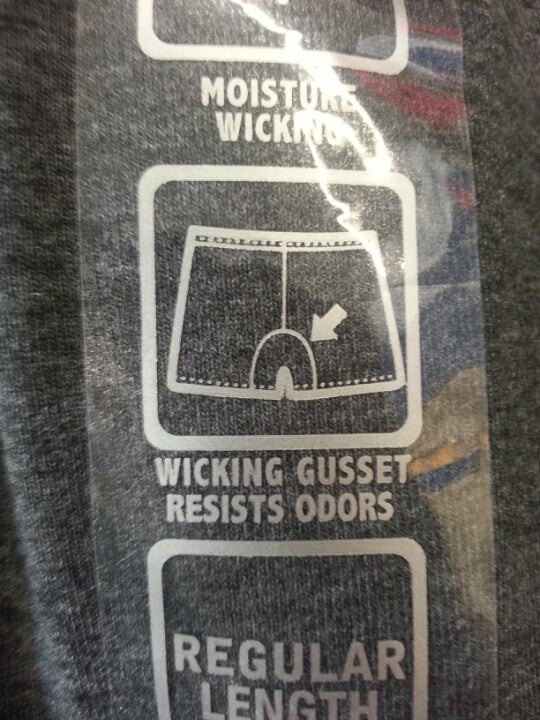 MOISTURE
WICKING
WICKING GUSSET
RESISTS ODORS
REGULAR
LENGTH